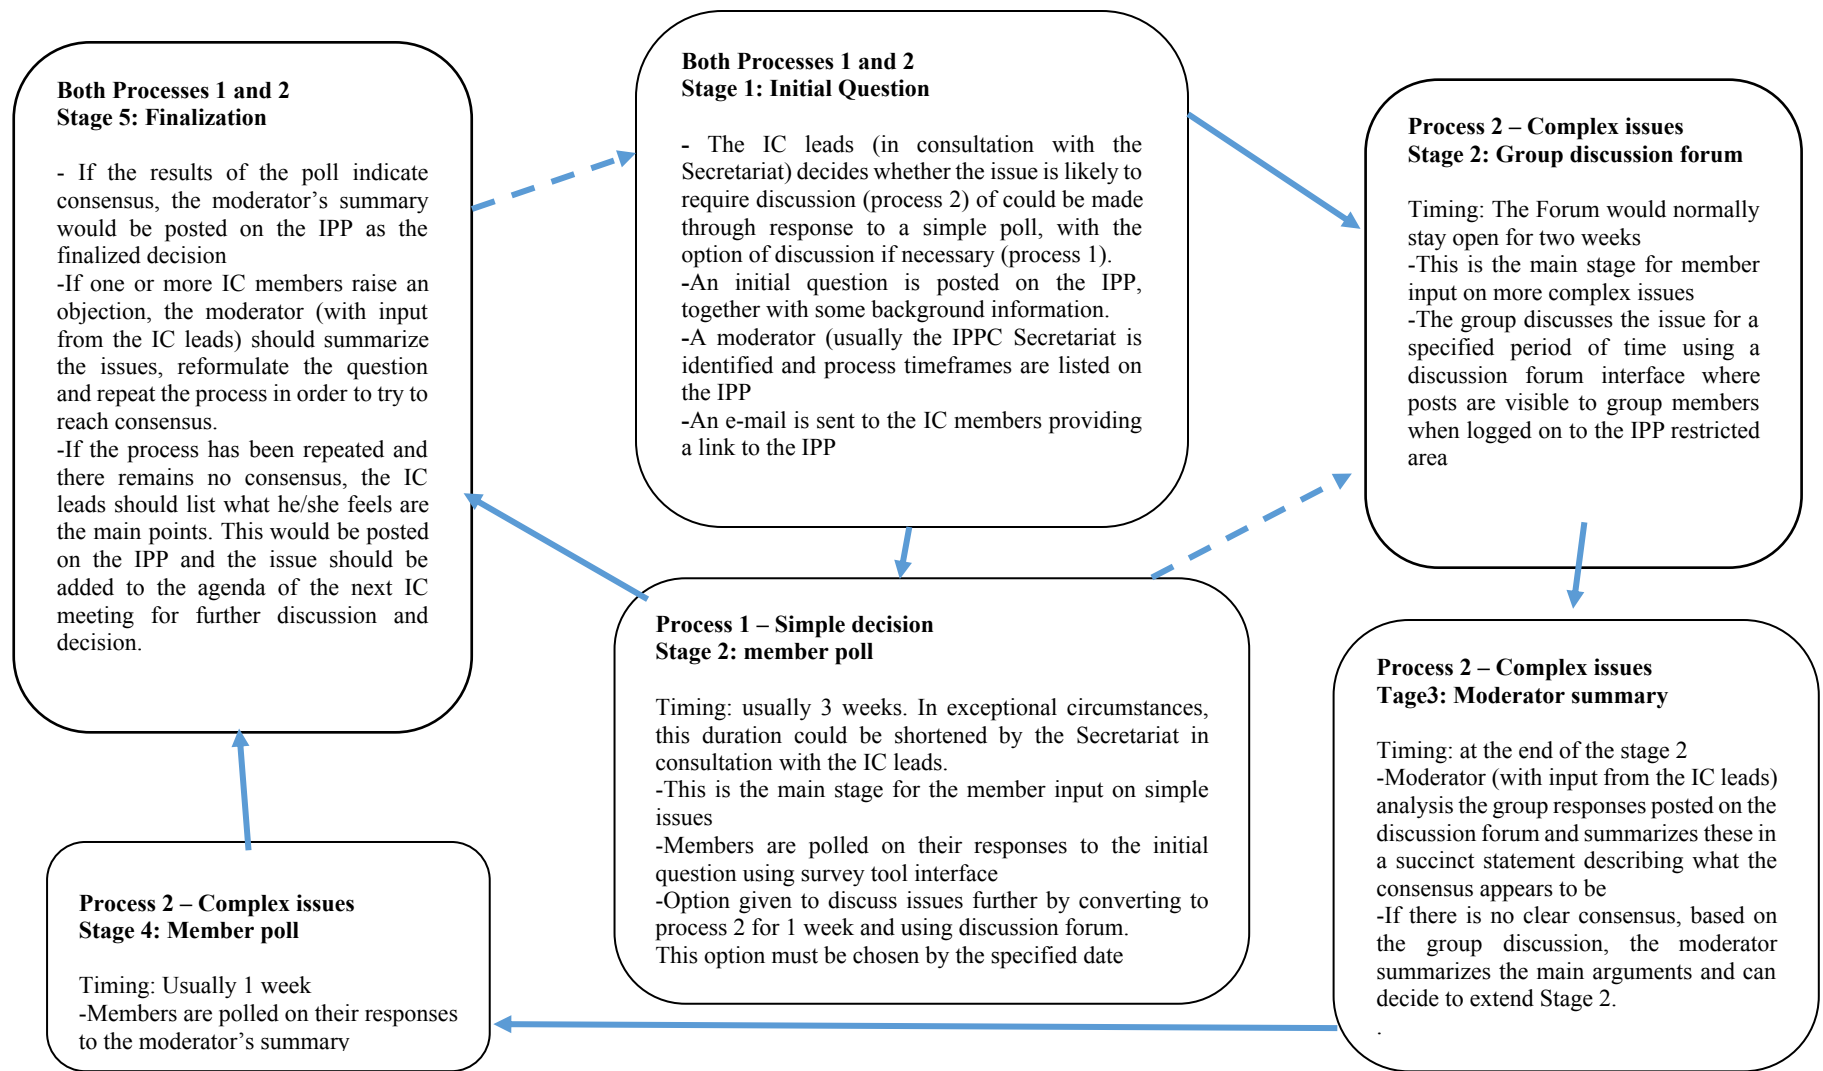 Both Processes 1 and 2
Stage 5: Finalization
- If the results of the poll indicate
consensus, the moderator’s summary
would be posted on the IPP as the
finalized decision
-If one or more IC members raise an
objection, the moderator (with input
from the IC leads) should summarize
the issues, reformulate the question
and repeat the process in order to try to
reach consensus.
-If the process has been repeated and
there remains no consensus, the IC
leads should list what he/she feels are
the main points. This would be posted
on the IPP and the issue should be
added to the agenda of the next IC
meeting for further discussion and
decision.
Both Processes 1 and 2
Stage 1: Initial Question
- The IC leads (in consultation with the
Secretariat) decides whether the issue is likely to
require discussion (process 2) of could be made
through response to a simple poll, with the
option of discussion if necessary (process 1).
-An initial question is posted on the IPP,
together with some background information.
-A moderator (usually the IPPC Secretariat is
identified and process timeframes are listed on
the IPP
-An e-mail is sent to the IC members providing
a link to the IPP
Process 2 – Complex issues
Stage 2: Group discussion forum
Timing: The Forum would normally
stay open for two weeks
-This is the main stage for member
input on more complex issues
-The group discusses the issue for a
specified period of time using a
discussion forum interface where
posts are visible to group members
when logged on to the IPP restricted
area
Process 1 – Simple decision
Stage 2: member poll
Timing: usually 3 weeks. In exceptional circumstances,
this duration could be shortened by the Secretariat in
consultation with the IC leads.
-This is the main stage for the member input on simple
issues
-Members are polled on their responses to the initial
question using survey tool interface
-Option given to discuss issues further by converting to
process 2 for 1 week and using discussion forum.
This option must be chosen by the specified date
Process 2 – Complex issues
Tage3: Moderator summary
Timing: at the end of the stage 2
-Moderator (with input from the IC leads)
analysis the group responses posted on the
discussion forum and summarizes these in
a succinct statement describing what the
consensus appears to be
-If there is no clear consensus, based on
the group discussion, the moderator
summarizes the main arguments and can
decide to extend Stage 2.
.
Process 2 – Complex issues
Stage 4: Member poll
Timing: Usually 1 week
-Members are polled on their responses
to the moderator’s summary